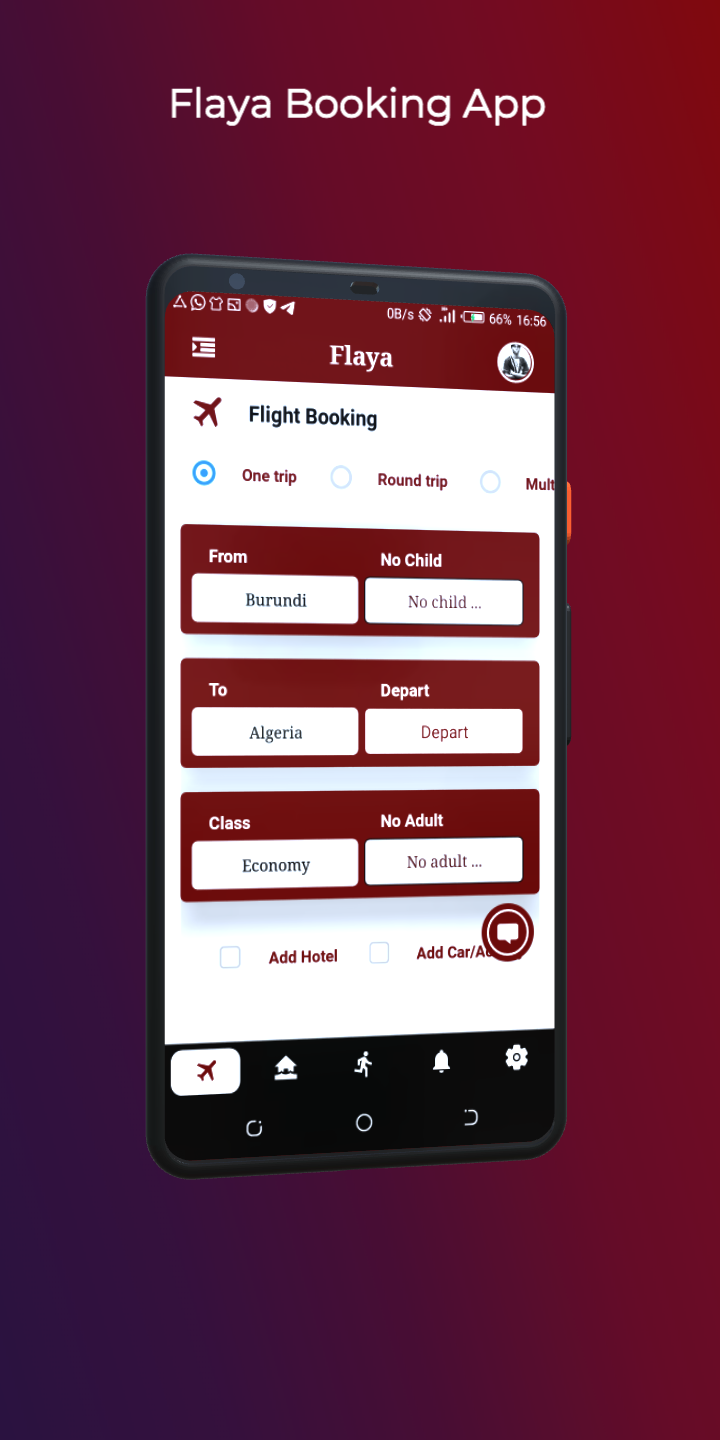 Flaya Booking App
0B/s 66% 16:56
Flaya
Flight Booking
One trip Round trip Mult
From No Child
Burundi No child ...
To Depart
Algeria Depart
Class No Adult
Economy No adult ...
Add Hotel Add Car/A